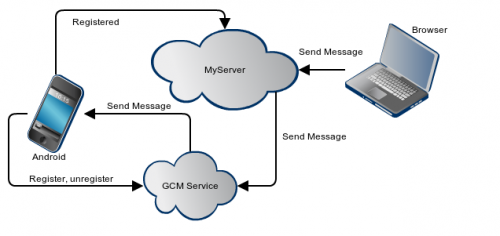 Registered
Browser
Send Message
MyServer
Send Message
Send Message
Android
Register, unregister
GCM Service